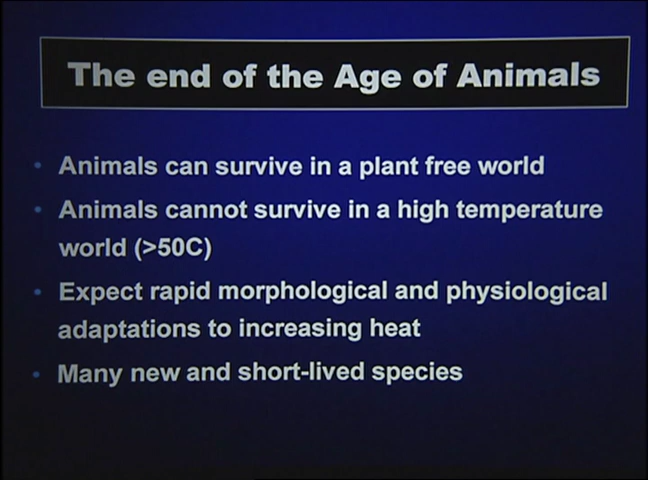 The end of the Age of Animals
• Animals can survive in a plant free world
• Animals cannot survive in a high temperature
world (>50C)
• Expect rapid morphological and physiological
adaptations to increasing heat
• Many new and short-lived species